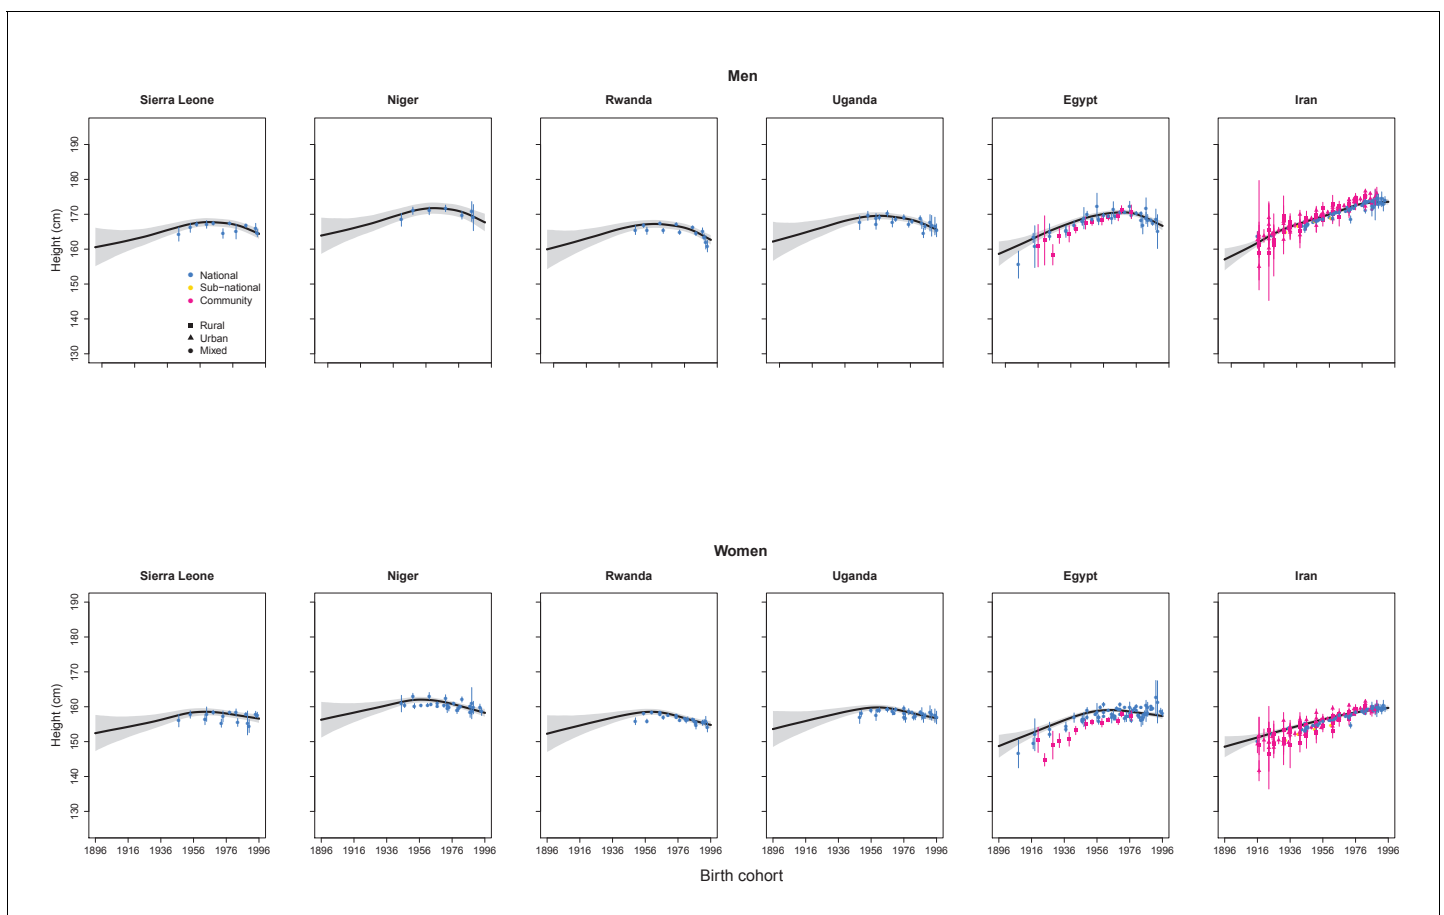 Men
Sierra Leone Niger Rwanda Uganda Egypt Iran
Height (cm)
190
180
170
160
150
140
130
National
Sub−national
Community
Rural
Urban
Mixed
Women
Sierra Leone Niger Rwanda Uganda Egypt Iran
Height (cm)
190
180
170
160
150
140
130
1896 1916 1936 1956 1976 1996 1896 1916 1936 1956 1976 1996 1896 1916 1936 1956 1976 1996 1896 1916 1936 1956 1976 1996 1896 1916 1936 1956 1976 1996 1896 1916 1936 1956 1976 1996
Birth cohort